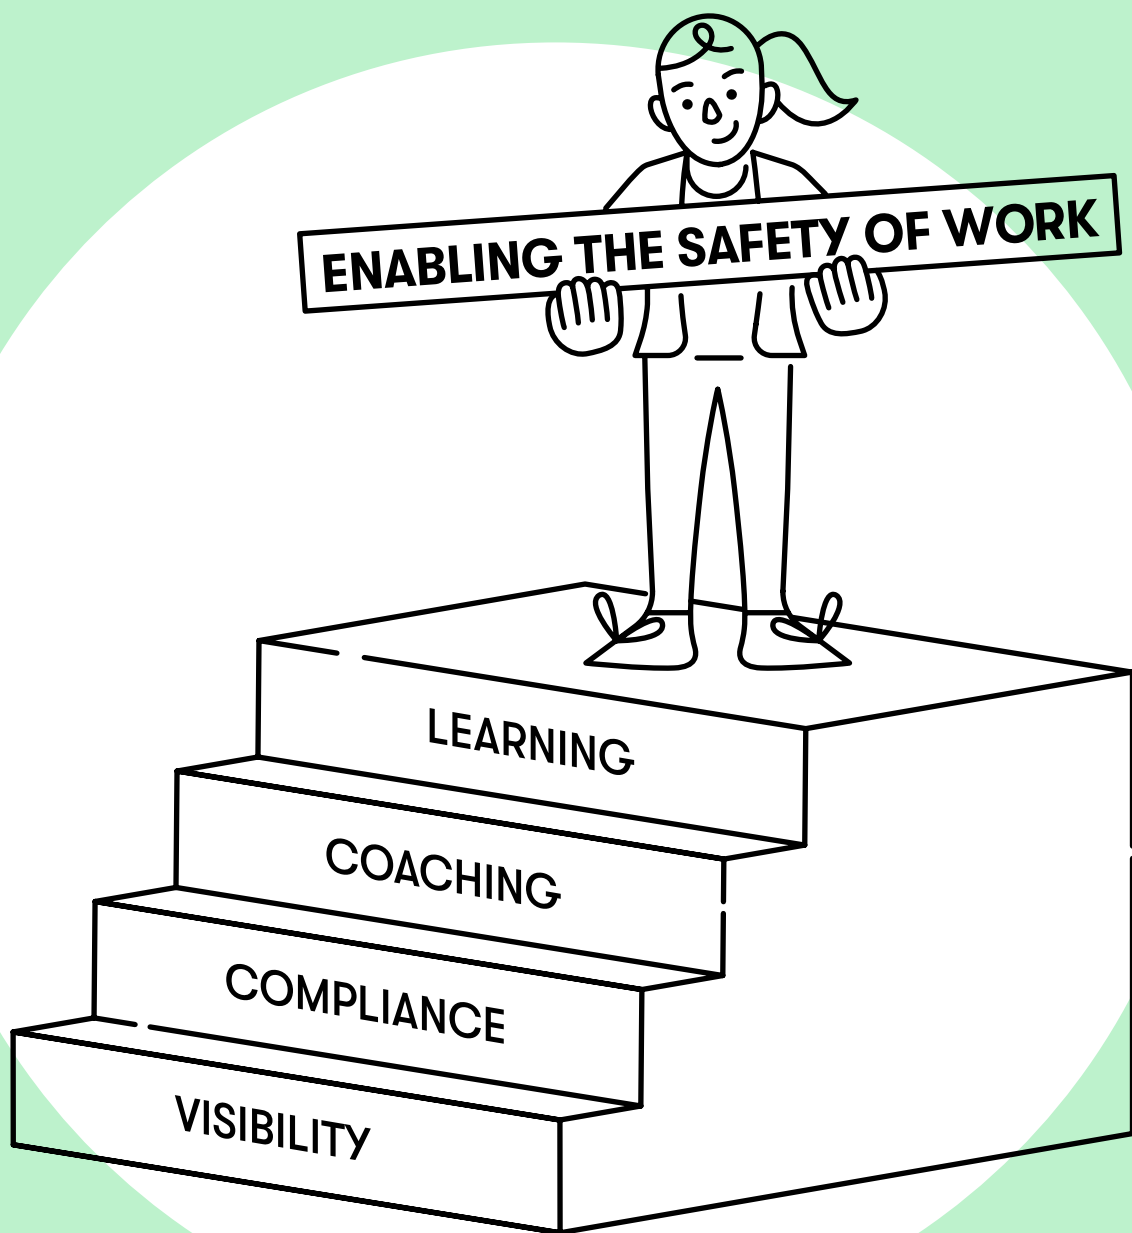 ENABLING THE SAFETY OF WORK
LEARNING
COACHING
COMPLIANCE
VISIBILITY